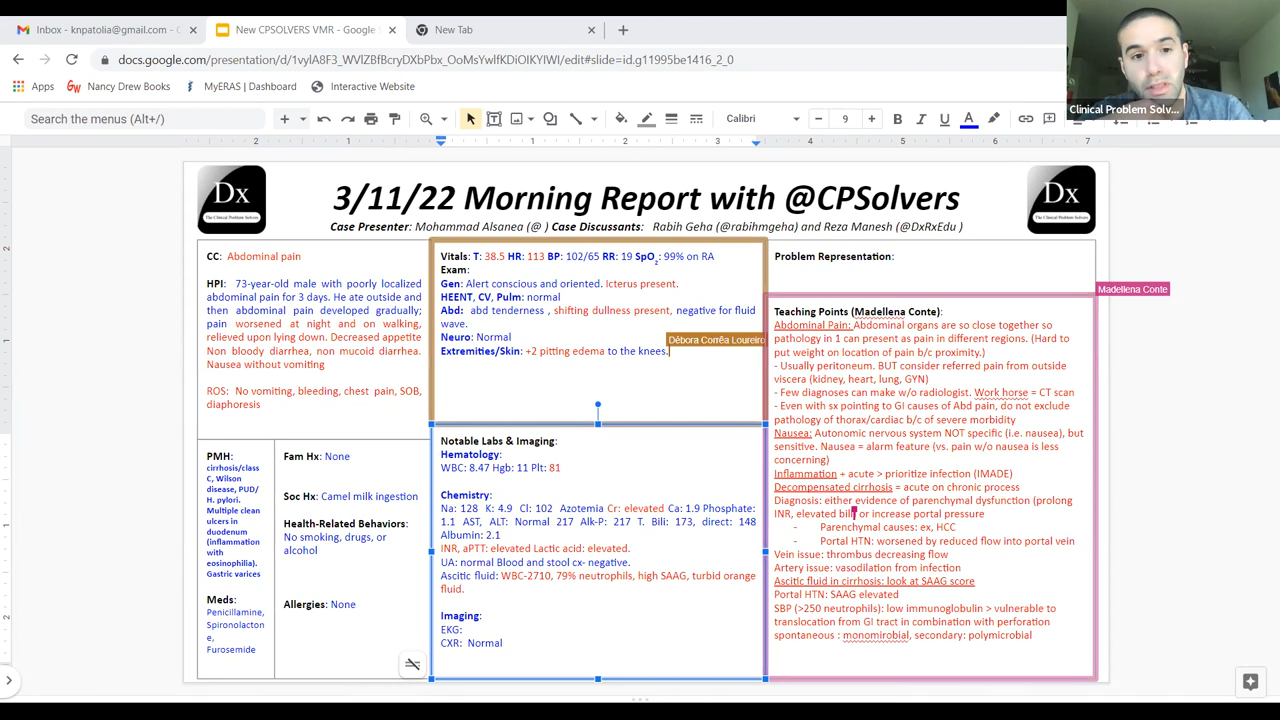 Inbox - knpatolia@gmail.com - C
New CPSOLVERS VMR - Google S
New Tab
docs.google.com/presentation/d/1vylA8F3_WVlZBfBcryDXbPbx_OoMsYwlfKDiOIKYIWI/edit#slide=id.g11995be1416_2_0
Apps
Nancy Drew Books
MyERAS | Dashboard
Interactive Website
Clinical Problem Solv...
Search the menus (Alt+/)
Calibri
9
2 1 1 2 3 4 5 6 7
Dx
The Clinical Problem Solvers
3/11/22 Morning Report with @CPSolvers
Case Presenter: Mohammad Alsanea (@ ) Case Discussants: Rabih Geha (@rabihmgeha) and Reza Manesh (@DxRxEdu )
Dx
The Clinical Problem Solvers
CC: Abdominal pain
HPI: 73-year-old male with poorly localized
abdominal pain for 3 days. He ate outside and
then abdominal pain developed gradually;
pain worsened at night and on walking,
relieved upon lying down. Decreased appetite
Non bloody diarrhea, non mucoid diarrhea.
Nausea without vomiting
ROS: No vomiting, bleeding, chest pain, SOB,
diaphoresis
PMH:
cirrhosis/class
C, Wilson
disease, PUD/
H. pylori.
Multiple clean
ulcers in
duodenum
(inflammation
with
eosinophilia).
Gastric varices
Meds:
Penicillamine,
Spironolacton
e,
Furosemide
Fam Hx: None
Soc Hx: Camel milk ingestion
Health-Related Behaviors:
No smoking, drugs, or
alcohol
Allergies: None
Vitals: T: 38.5 HR: 113 BP: 102/65 RR: 19 SpO2: 99% on RA
Exam:
Gen: Alert conscious and oriented. Icterus present.
HEENT, CV, Pulm: normal
Abd: abd tenderness , shifting dullness present, negative for fluid
wave.
Neuro: Normal
Débora Corrêa Loureiro
Extremities/Skin: +2 pitting edema to the knees.
Notable Labs & Imaging:
Hematology:
WBC: 8.47 Hgb: 11 Plt: 81
Chemistry:
Na: 128 K: 4.9 Cl: 102 Azotemia Cr: elevated Ca: 1.9 Phosphate:
1.1 AST, ALT: Normal 217 Alk-P: 217 T. Bili: 173, direct: 148
Albumin: 2.1
INR, aPTT: elevated Lactic acid: elevated.
UA: normal Blood and stool cx- negative.
Ascitic fluid: WBC-2710, 79% neutrophils, high SAAG, turbid orange
fluid.
Imaging:
EKG:
CXR: Normal
Problem Representation:
Madellena Conte
Teaching Points (Madellena Conte):
Abdominal Pain: Abdominal organs are so close together so
pathology in 1 can present as pain in different regions. (Hard to
put weight on location of pain b/c proximity.)
- Usually peritoneum. BUT consider referred pain from outside
viscera (kidney, heart, lung, GYN)
- Few diagnoses can make w/o radiologist. Work horse = CT scan
- Even with sx pointing to GI causes of Abd pain, do not exclude
pathology of thorax/cardiac b/c of severe morbidity
Nausea: Autonomic nervous system NOT specific (i.e. nausea), but
sensitive. Nausea = alarm feature (vs. pain w/o nausea is less
concerning)
Inflammation + acute > prioritize infection (IMADE)
Decompensated cirrhosis = acute on chronic process
Diagnosis: either evidence of parenchymal dysfunction (prolong
INR, elevated bili) or increase portal pressure
- Parenchymal causes: ex, HCC
- Portal HTN: worsened by reduced flow into portal vein
Vein issue: thrombus decreasing flow
Artery issue: vasodilation from infection
Ascitic fluid in cirrhosis: look at SAAG score
Portal HTN: SAAG elevated
SBP (>250 neutrophils): low immunoglobulin > vulnerable to
translocation from GI tract in combination with perforation
spontaneous : monomirobial, secondary: polymicrobial